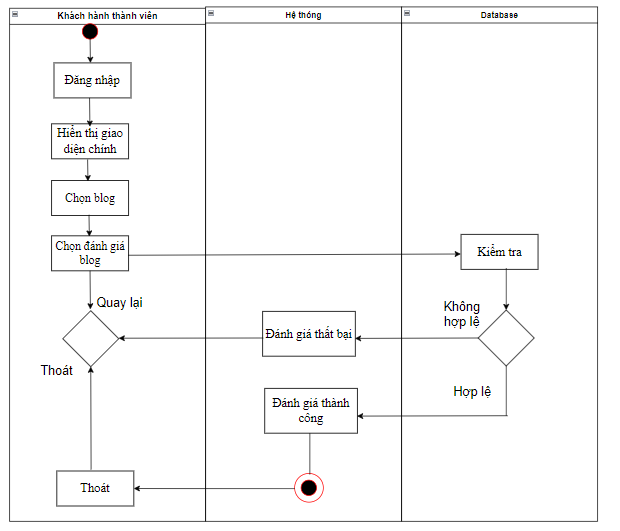 Khách hành thành viên
Hệ thống
Database
Đăng nhập
Hiển thị giao
diện chính
Chọn blog
Chọn đánh giá
blog
Kiểm tra
Quay lại
Không
hợp lệ
Đánh giá thất bại
Thoát
Hợp lệ
Đánh giá thành
công
Thoát